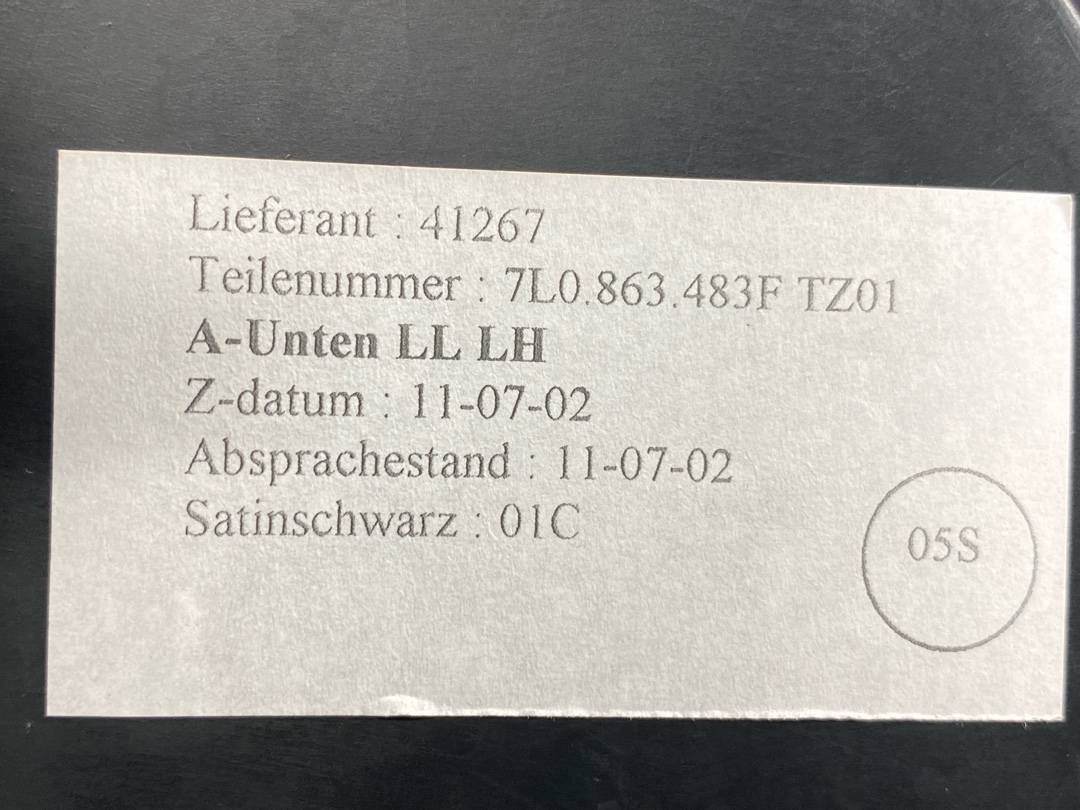 Lieferant : 41267
Teilenummer : 7L0.863.483F TZ01
A-Unten LL LH
Z-datum : 11-07-02
Absprachestand : 11-07-02
Satinschwarz : 01C
05S